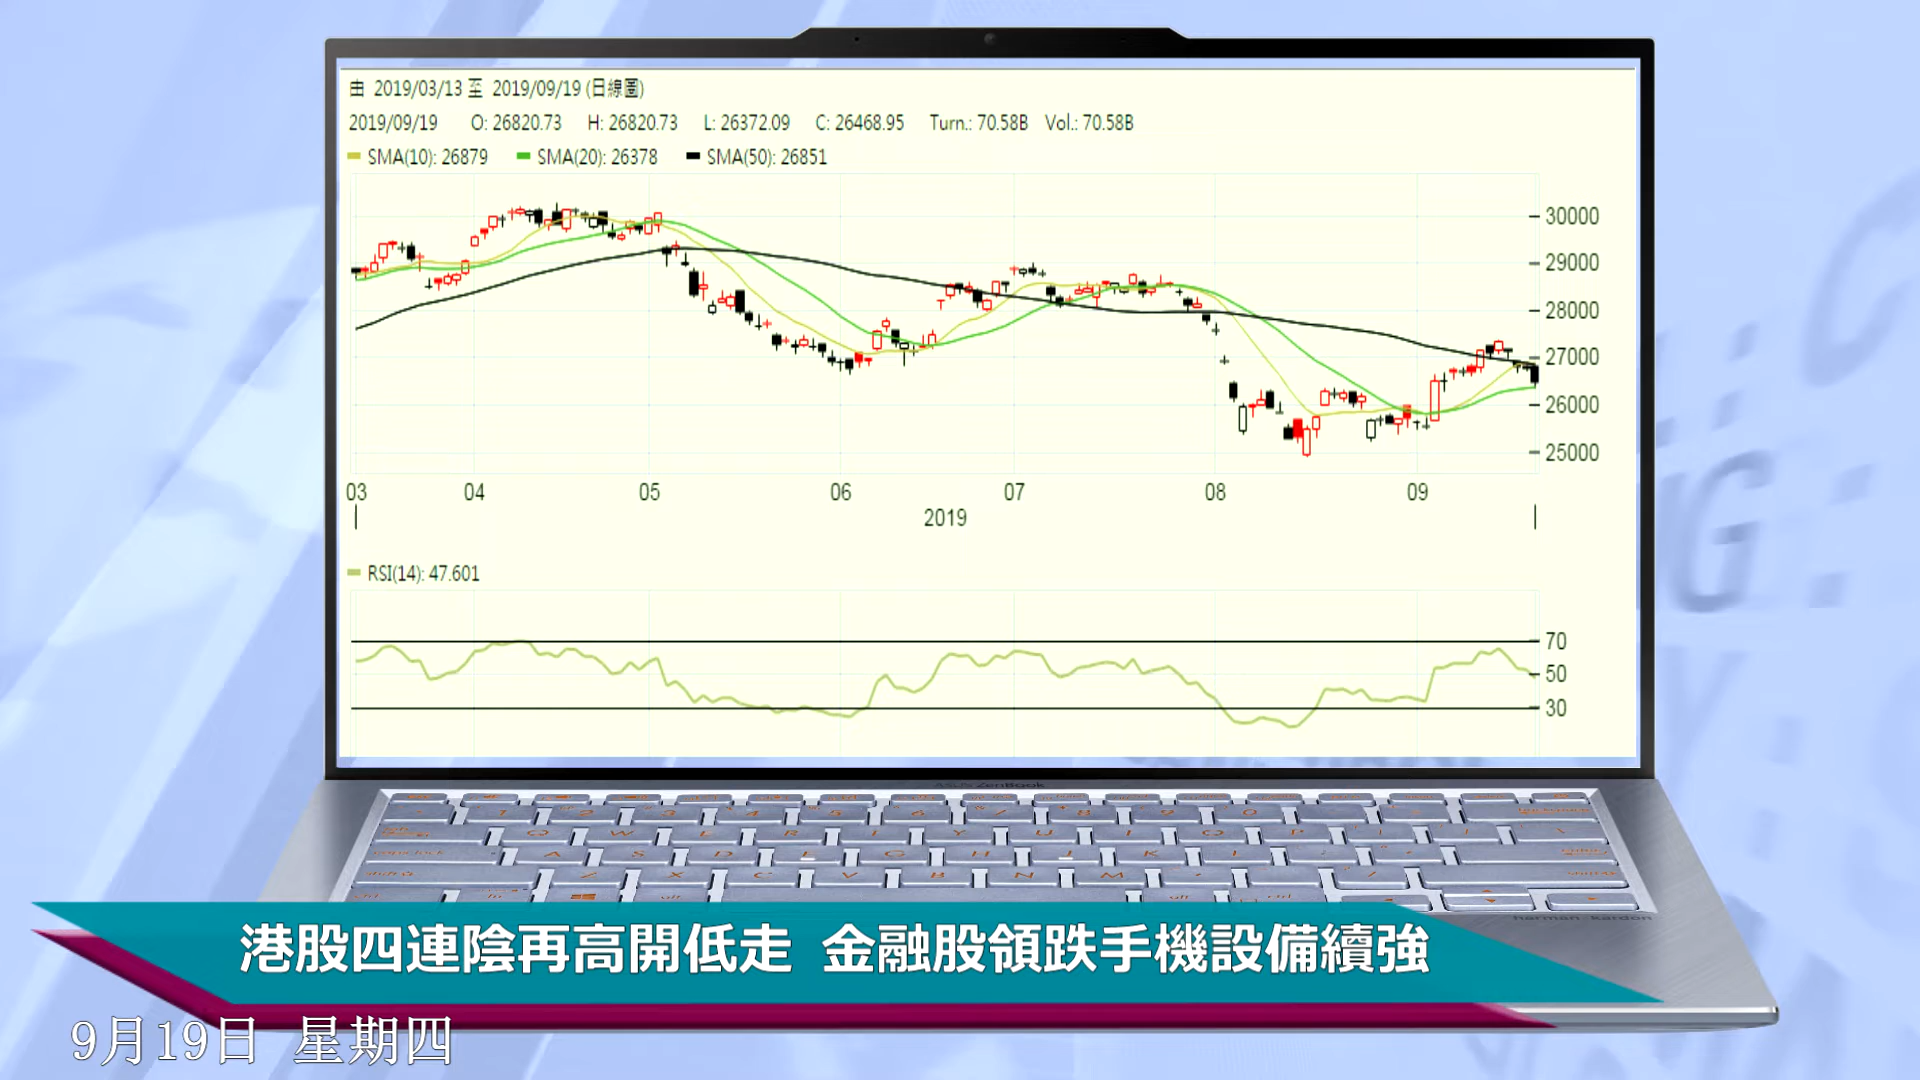 由 2019/03/13 至 2019/09/19 (日線圖)
2019/09/19 O: 26820.73 H: 26820.73 L: 26372.09 C: 26468.95 Turn.: 70.58B Vol.: 70.58B
SMA(10): 26879 SMA(20): 26378 SMA(50): 26851
30000
29000
28000
27000
26000
25000
03 04 05 06 07 08 09
2019
RSI(14): 47.601
70
50
30
ASUS ZenBook
harman / kardon
港股四連陰再高開低走 金融股領跌手機設備續強
9月19日 星期四